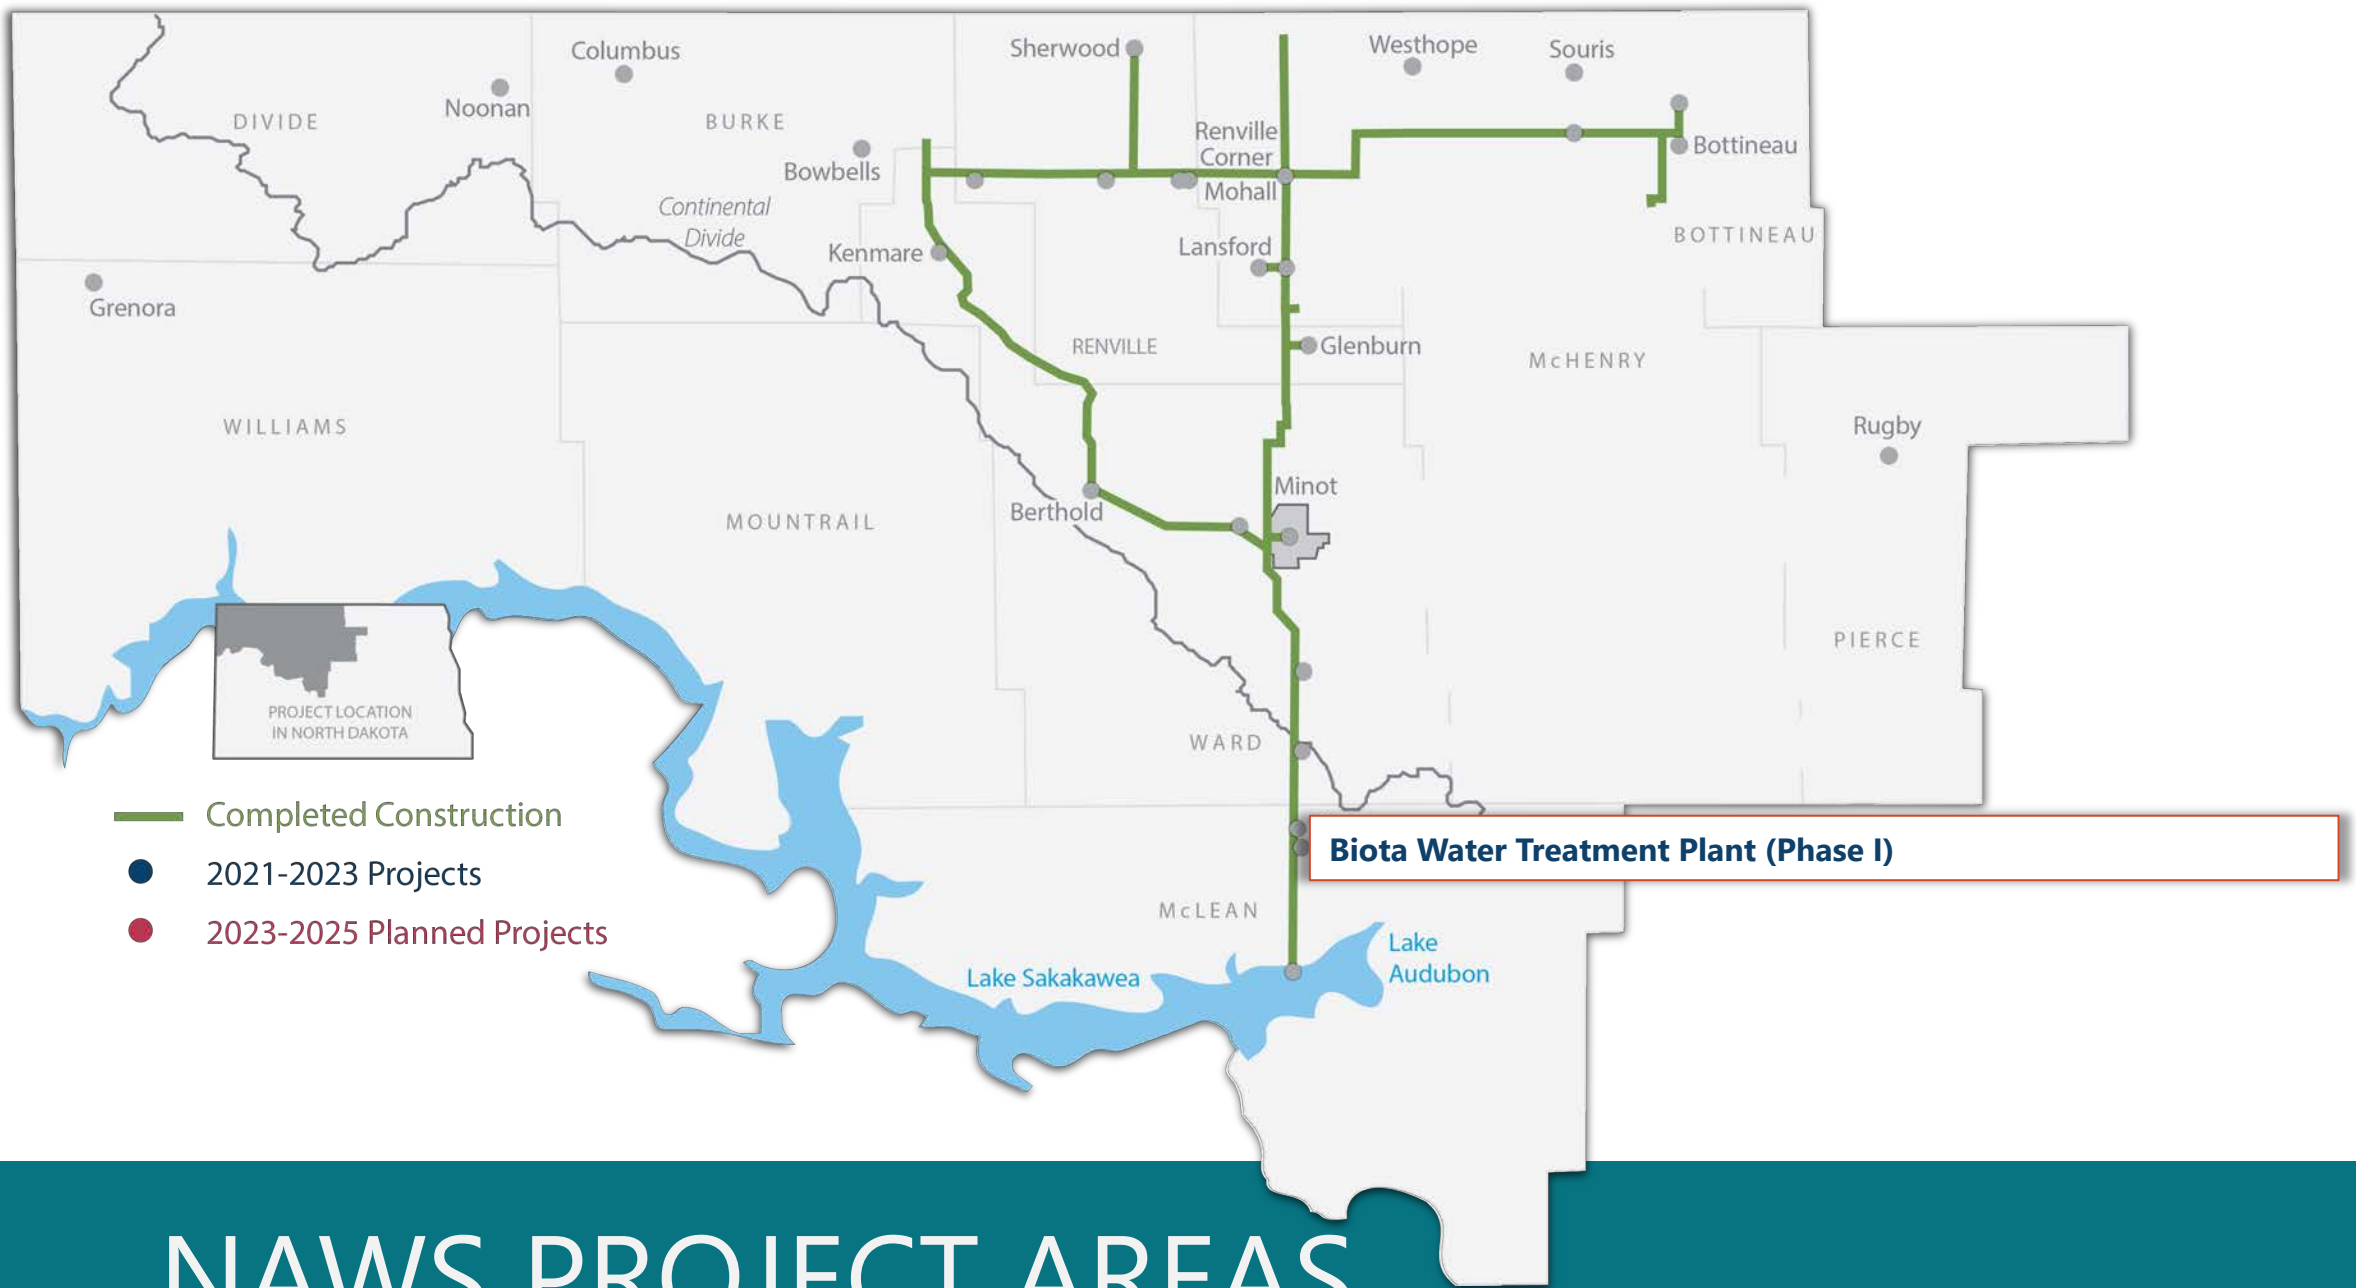 Sherwood
Westhope
Souris
Columbus
Noonan
DIVIDE
BURKE
Renville
Corner
Bottineau
Bowbells
Mohall
Continental
Divide
Kenmare
Lansford
BOTTINEAU
Grenora
RENVILLE
Glenburn
McHENRY
WILLIAMS
Rugby
Minot
Berthold
MOUNTRAIL
PIERCE
PROJECT LOCATION
IN NORTH DAKOTA
WARD
Completed Construction
2021-2023 Projects
2023-2025 Planned Projects
Biota Water Treatment Plant (Phase I)
McLEAN
Lake
Audubon
Lake Sakakawea
NAWS PROJECT AREAS